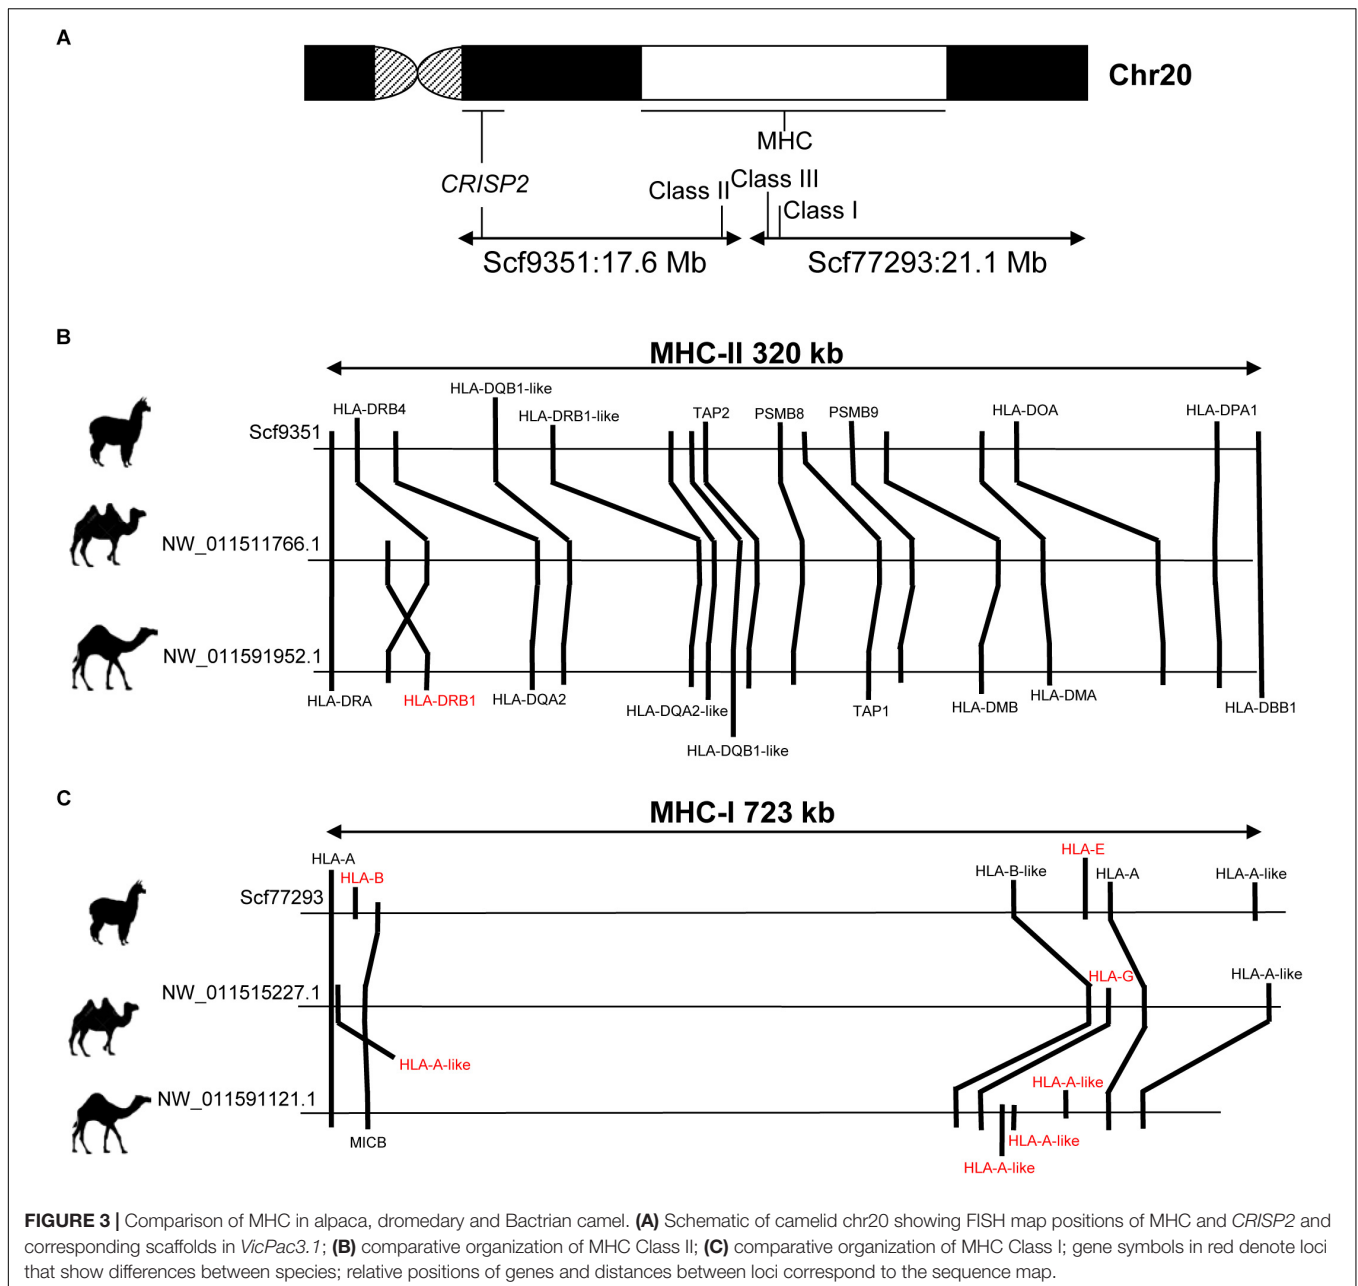 A
Chr20
MHC
CRISP2
Class II
Class III
Class I
Scf9351:17.6 Mb
Scf77293:21.1 Mb
B
MHC-II 320 kb
HLA-DQB1-like
HLA-DRB4
HLA-DRB1-like
TAP2
PSMB8
PSMB9
HLA-DOA
HLA-DPA1
Scf9351
NW_011511766.1
NW_011591952.1
HLA-DRA
HLA-DRB1
HLA-DQA2
HLA-DQA2-like
HLA-DQB1-like
TAP1
HLA-DMB
HLA-DMA
HLA-DBB1
C
MHC-I 723 kb
HLA-A
HLA-B
HLA-B-like
HLA-E
HLA-A
HLA-A-like
Scf77293
HLA-G
HLA-A-like
NW_011515227.1
HLA-A-like
HLA-A-like
NW_011591121.1
MICB
HLA-A-like
HLA-A-like
FIGURE 3 | Comparison of MHC in alpaca, dromedary and Bactrian camel. (A) Schematic of camelid chr20 showing FISH map positions of MHC and CRISP2 and
corresponding scaffolds in VicPac3.1; (B) comparative organization of MHC Class II; (C) comparative organization of MHC Class I; gene symbols in red denote loci
that show differences between species; relative positions of genes and distances between loci correspond to the sequence map.